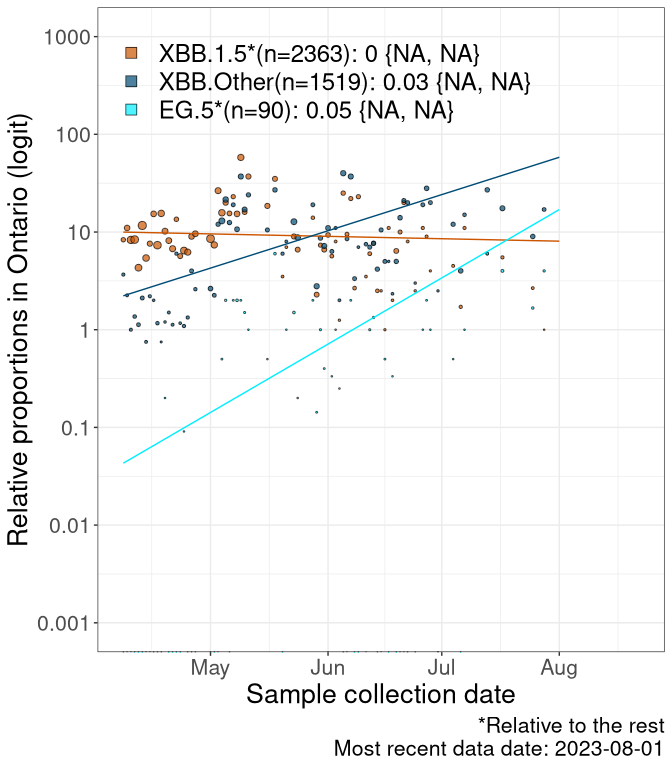 XBB.1.5*(n=2363): 0 {NA, NA}
XBB.Other(n=1519): 0.03 {NA, NA}
EG.5*(n=90): 0.05 {NA, NA}
Relative proportions in Ontario (logit)
1000
100
10
1
0.1
0.01
0.001
May Jun Jul Aug
Sample collection date
*Relative to the rest
Most recent data date: 2023-08-01